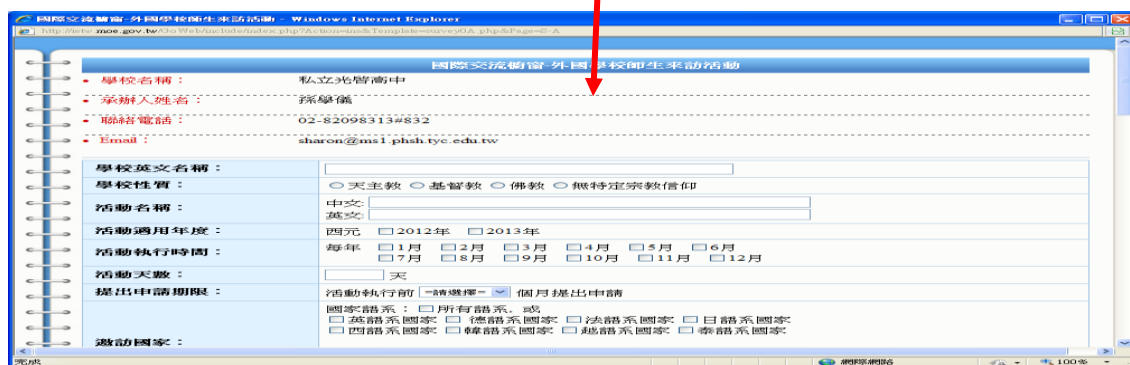 國際交流櫥窗-外國學校師生來訪活動 - Windows Internet Explorer
國際交流櫥窗-外國學校師生來訪活動
• 學校名稱： 私立光啓高中
• 承辦人姓名： 孫學儀
• 聯絡電話： 02-82098313#832
• Email： sharon@ms1.phsh.tyc.edu.tw
學校英文名稱：
學校性質： ○天主教 ○基督教 ○佛教 ○無特定宗教信仰
活動名稱： 中文:
英文:
活動適用年度： 西元 □2012年 □2013年
活動執行時間： 每年 □1月 □2月 □3月 □4月 □5月 □6月
□7月 □8月 □9月 □10月 □11月 □12月
活動天數： 天
提出申請期限： 活動執行前 -請選擇- 個月提出申請
國家語系：□所有語系, 或
□英語系國家 □德語系國家 □法語系國家 □日語系國家
□西語系國家 □韓語系國家 □越語系國家 □泰語系國家
邀訪國家：
完成 網際網路 100%